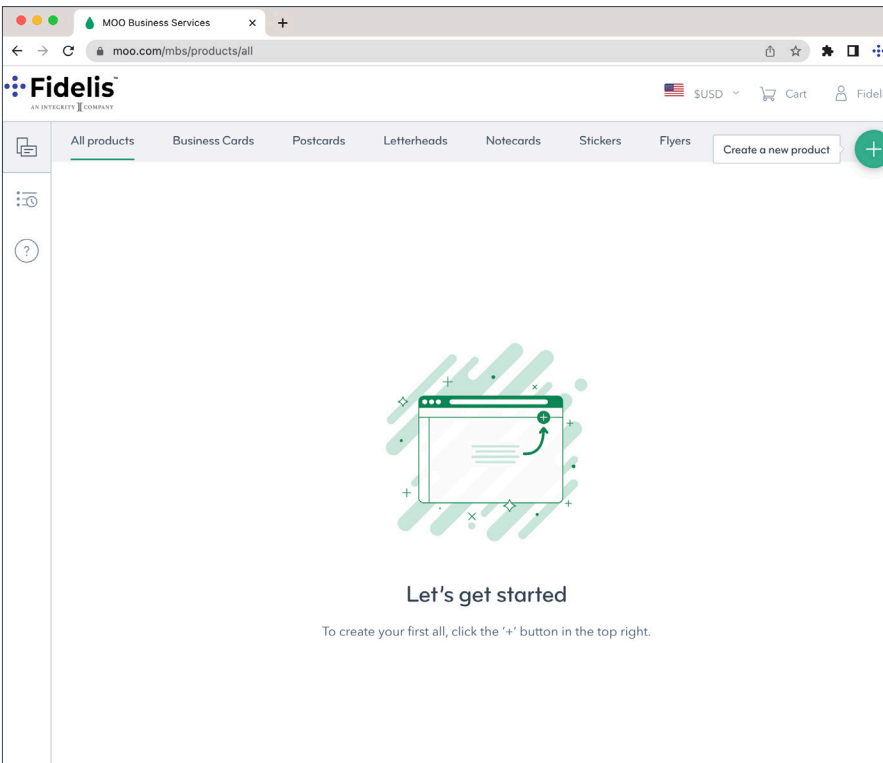 MOO Business Services
moo.com/mbs/products/all
Fidelis™
AN INTEGRITY COMPANY
$USD
Cart
Fideli
All products
Business Cards
Postcards
Letterheads
Notecards
Stickers
Flyers
Create a new product
?
Let's get started
To create your first all, click the '+' button in the top right.